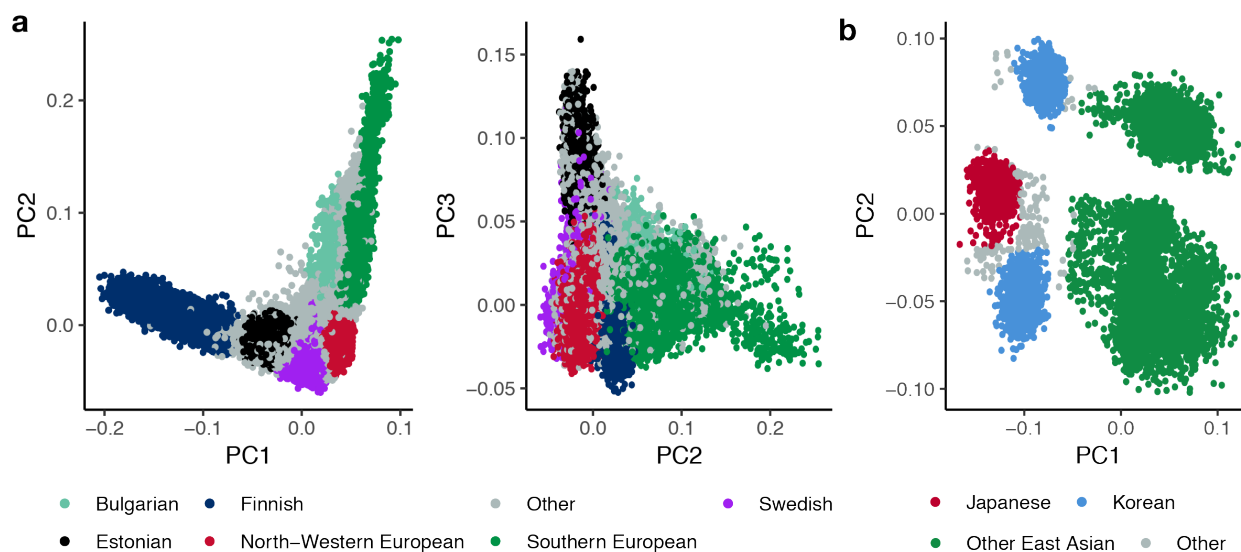 a
b
PC2
0.2
0.1
0.0
−0.2
−0.1
0.0
0.1
PC1
PC3
0.15
0.10
0.05
0.00
−0.05
0.0
0.1
0.2
PC2
PC2
0.10
0.05
0.00
−0.05
−0.10
−0.1
0.0
0.1
PC1
Bulgarian Finnish Other Swedish
Estonian North−Western European Southern European
Japanese Korean
Other East Asian Other